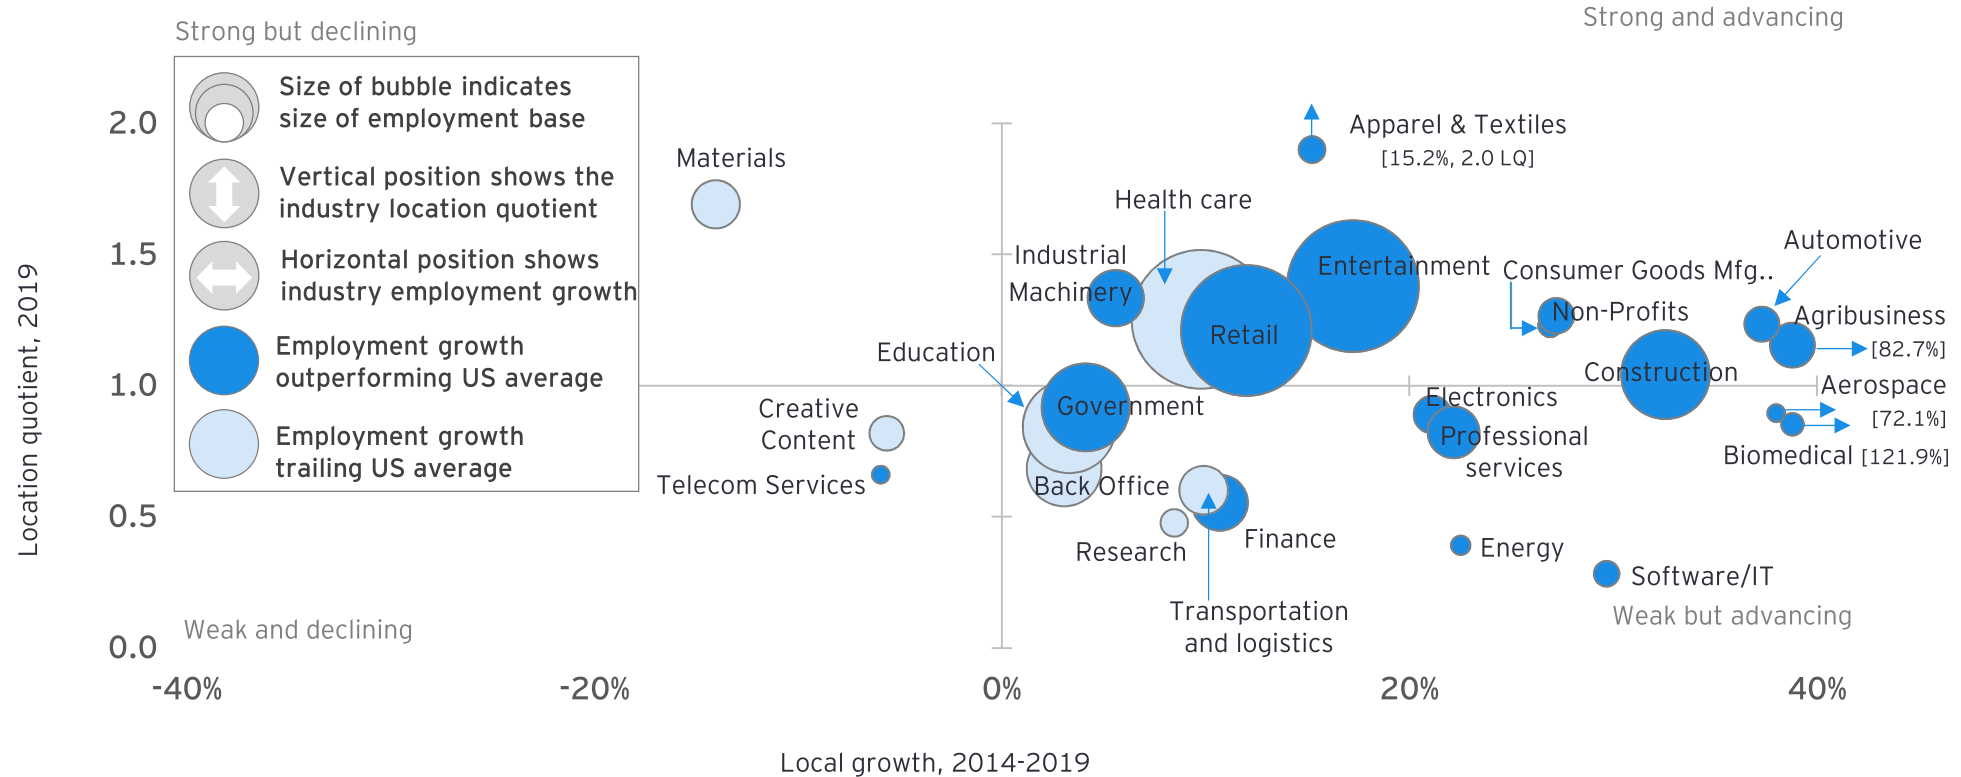 Strong but declining
Strong and advancing
Size of bubble indicates
size of employment base
Vertical position shows the
industry location quotient
Horizontal position shows
industry employment growth
Employment growth
outperforming US average
Employment growth
trailing US average
Location quotient, 2019
2.0
1.5
1.0
0.5
0.0
Materials
Apparel & Textiles
[15.2%, 2.0 LQ]
Health care
Industrial
Machinery
Entertainment
Consumer Goods Mfg..
Automotive
Non-Profits
Agribusiness
[82.7%]
Retail
Education
Construction
Aerospace
[72.1%]
Creative
Content
Government
Electronics
Professional
services
Biomedical [121.9%]
Telecom Services
Back Office
Research
Finance
Energy
Software/IT
Transportation
and logistics
Weak and declining
Weak but advancing
-40%
-20%
0%
20%
40%
Local growth, 2014-2019